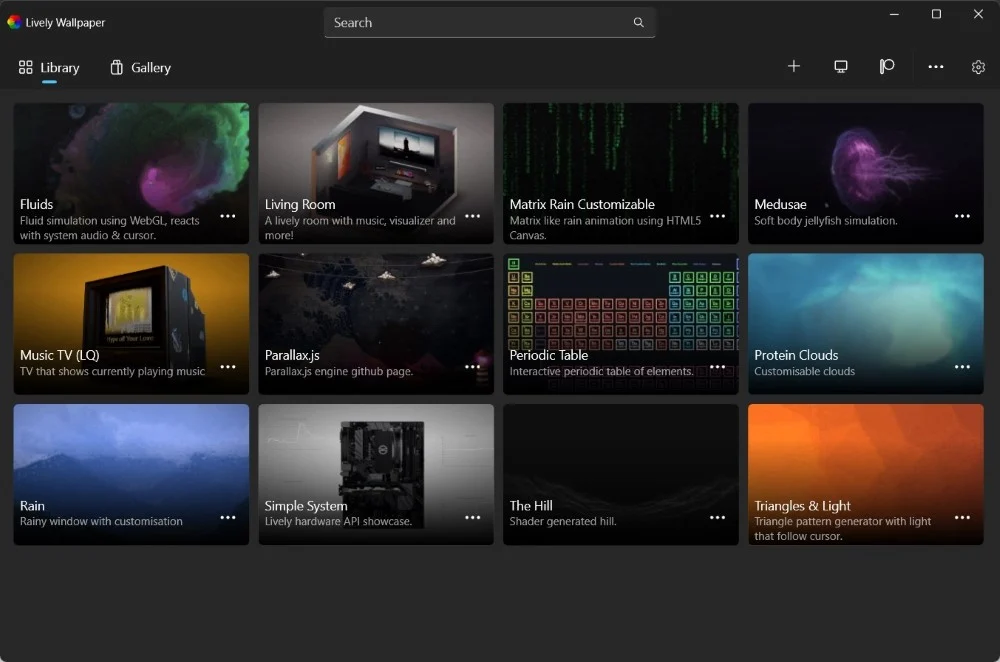 Lively Wallpaper
Search
Library
Gallery
Fluids
Fluid simulation using WebGL, reacts
with system audio & cursor.
Living Room
A lively room with music, visualizer and
more!
Matrix Rain Customizable
Matrix like rain animation using HTML5
Canvas.
Medusae
Soft body jellyfish simulation.
Music TV (LQ)
TV that shows currently playing music
Parallax.js
Parallax.js engine github page.
Periodic Table
Interactive periodic table of elements.
Protein Clouds
Customisable clouds
Rain
Rainy window with customisation
Simple System
Lively hardware API showcase.
The Hill
Shader generated hill.
Triangles & Light
Triangle pattern generator with light
that follow cursor.